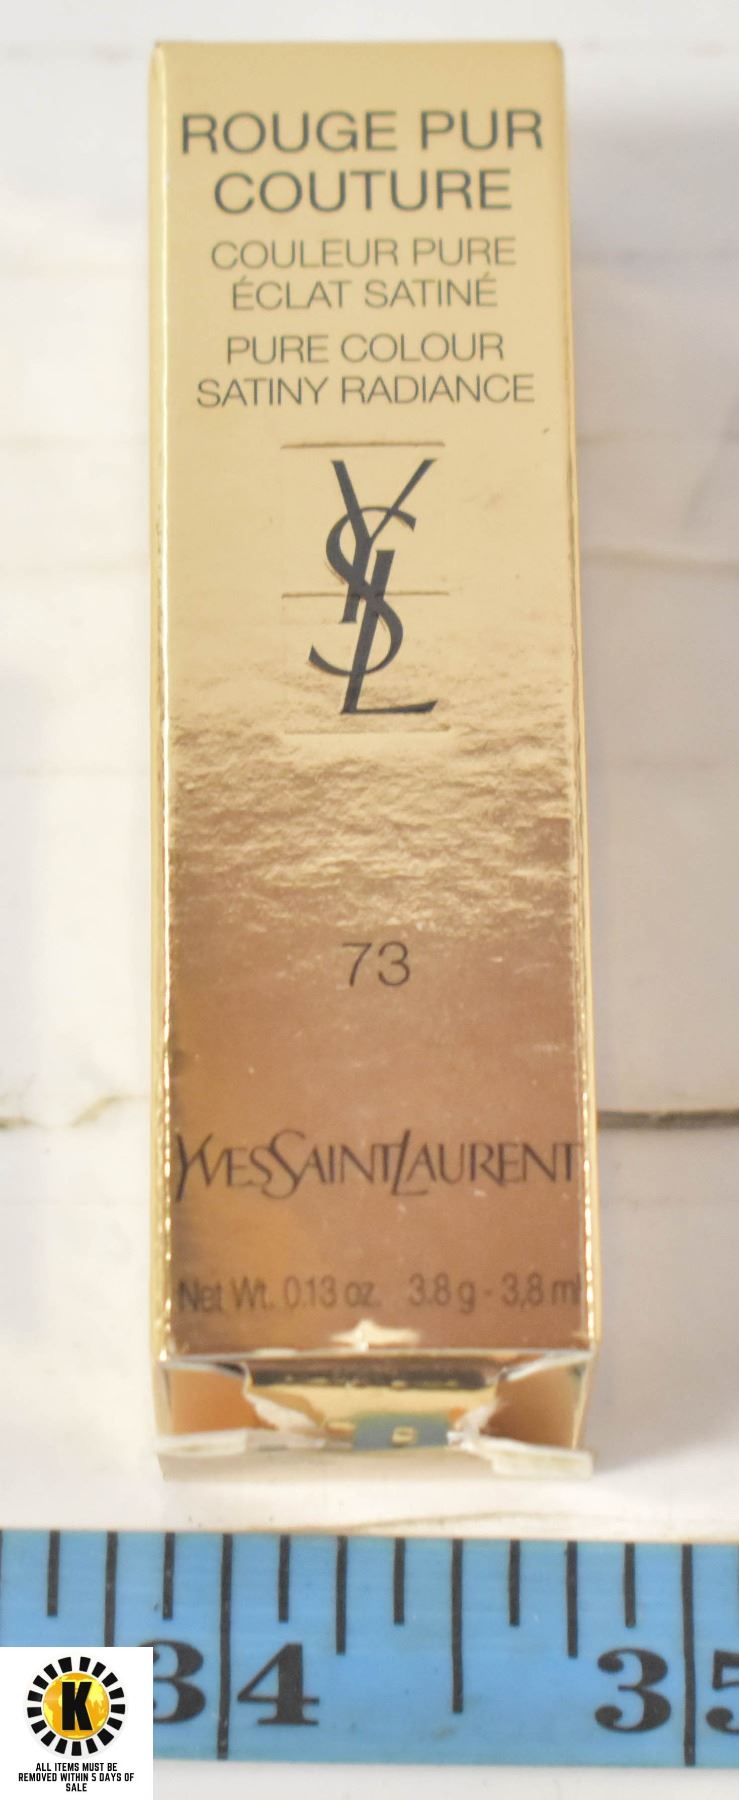 ROUGE PUR
COUTURE
COULEUR PURE
ÉCLAT SATINÉ
PURE COLOUR
SATINY RADIANCE
YSL
73
YVESSAINTLAURENT
Net Wt. 0.13 oz. 3.8 g - 3,8 ml
34 35
K
ALL ITEMS MUST BE
REMOVED WITHIN 5 DAYS OF
SALE